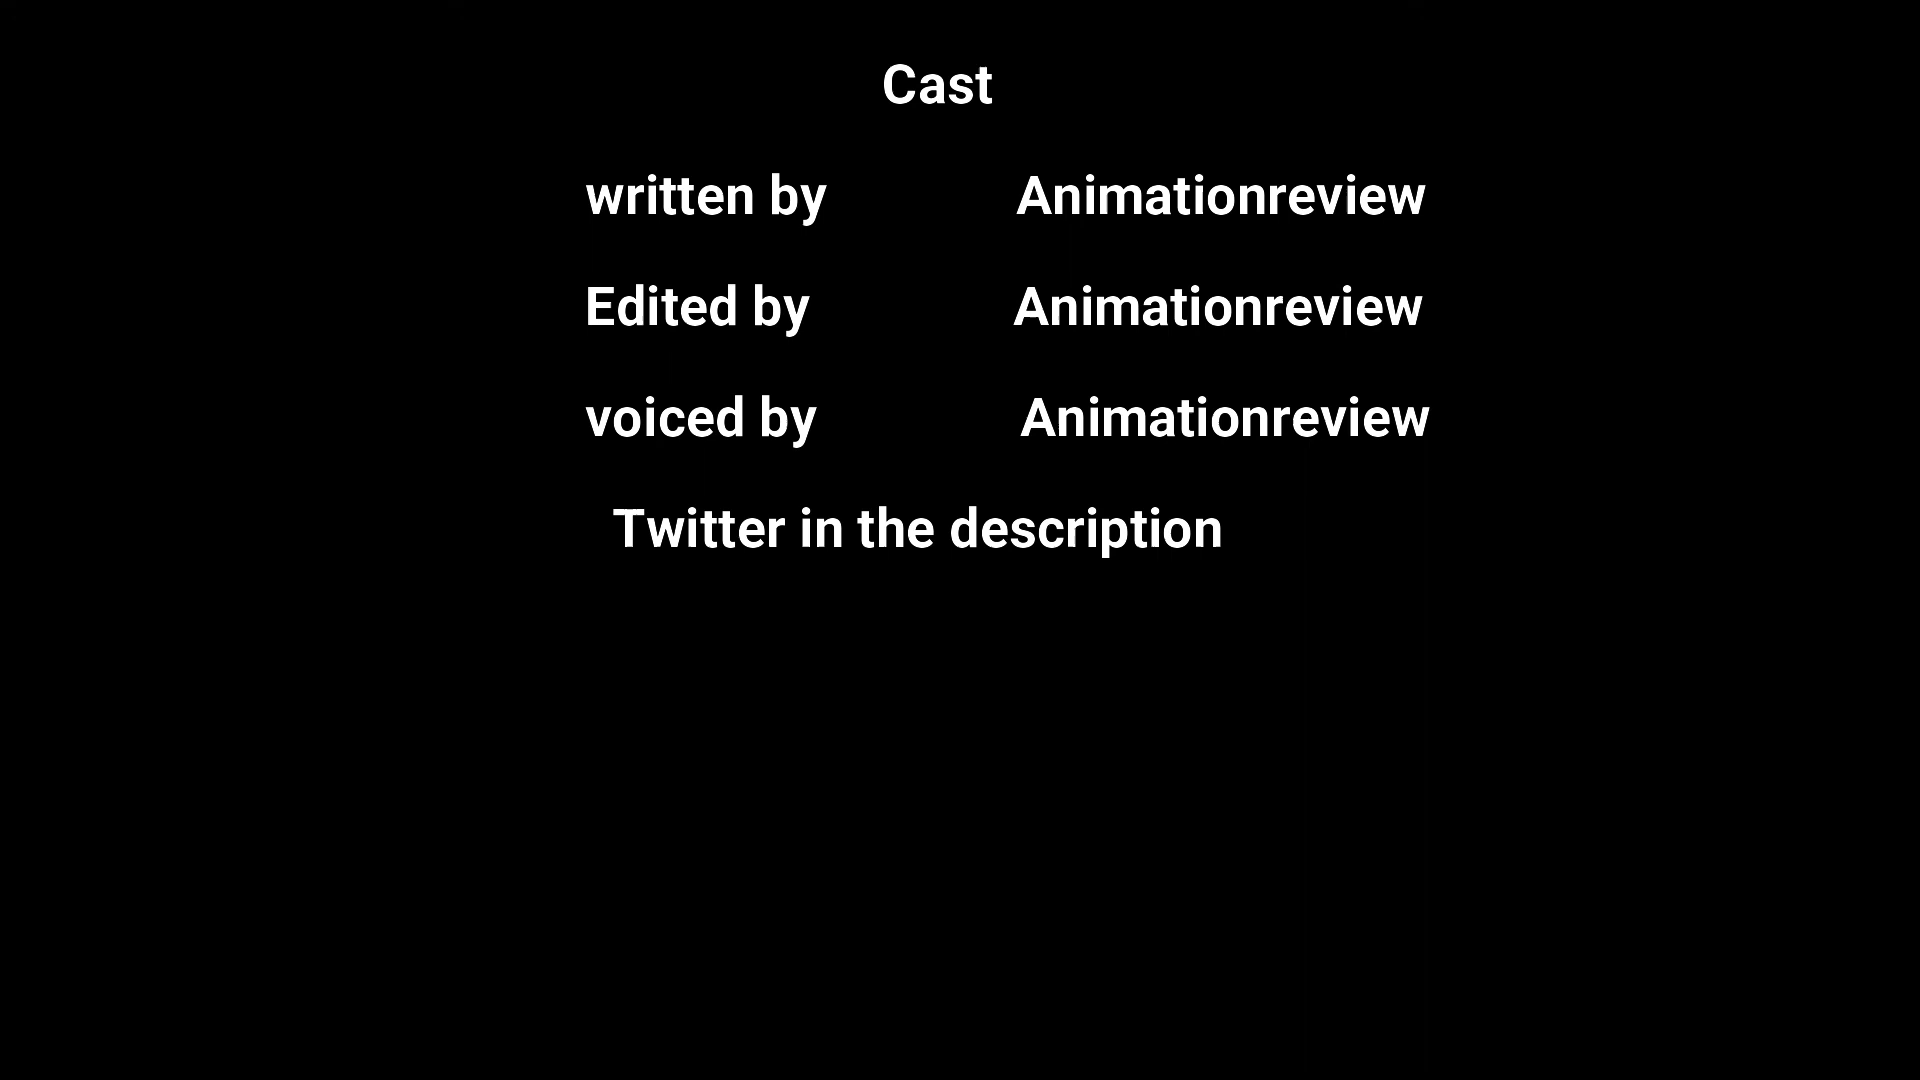 Cast
written by Animationreview
Edited by Animationreview
voiced by Animationreview
Twitter in the description